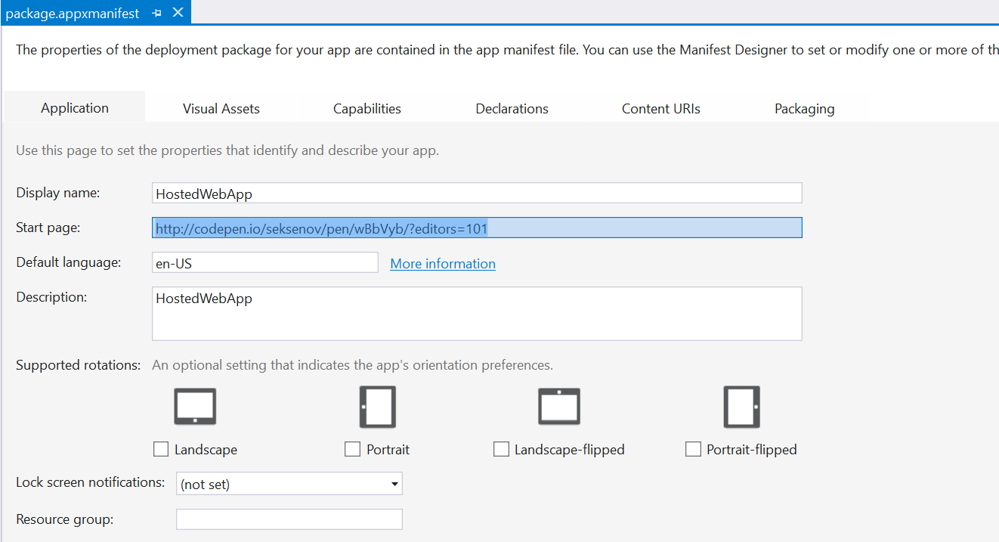 package.appxmanifest
The properties of the deployment package for your app are contained in the app manifest file. You can use the Manifest Designer to set or modify one or more of th
Application Visual Assets Capabilities Declarations Content URIs Packaging
Use this page to set the properties that identify and describe your app.
Display name: HostedWebApp
Start page: http://codepen.io/seksenov/pen/wBbVyb/?editors=101
Default language: en-US More information
Description: HostedWebApp
Supported rotations: An optional setting that indicates the app's orientation preferences.
Landscape Portrait Landscape-flipped Portrait-flipped
Lock screen notifications: (not set)
Resource group: